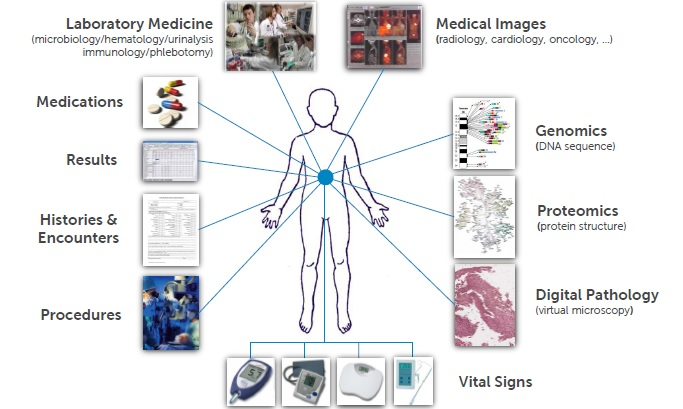 Laboratory Medicine
(microbiology/hematology/urinalysis
immunology/phlebotomy)
Medical Images
(radiology, cardiology, oncology, ...)
Medications
Genomics
(DNA sequence)
Results
Histories &
Encounters
Proteomics
(protein structure)
Procedures
Digital Pathology
(virtual microscopy)
Vital Signs